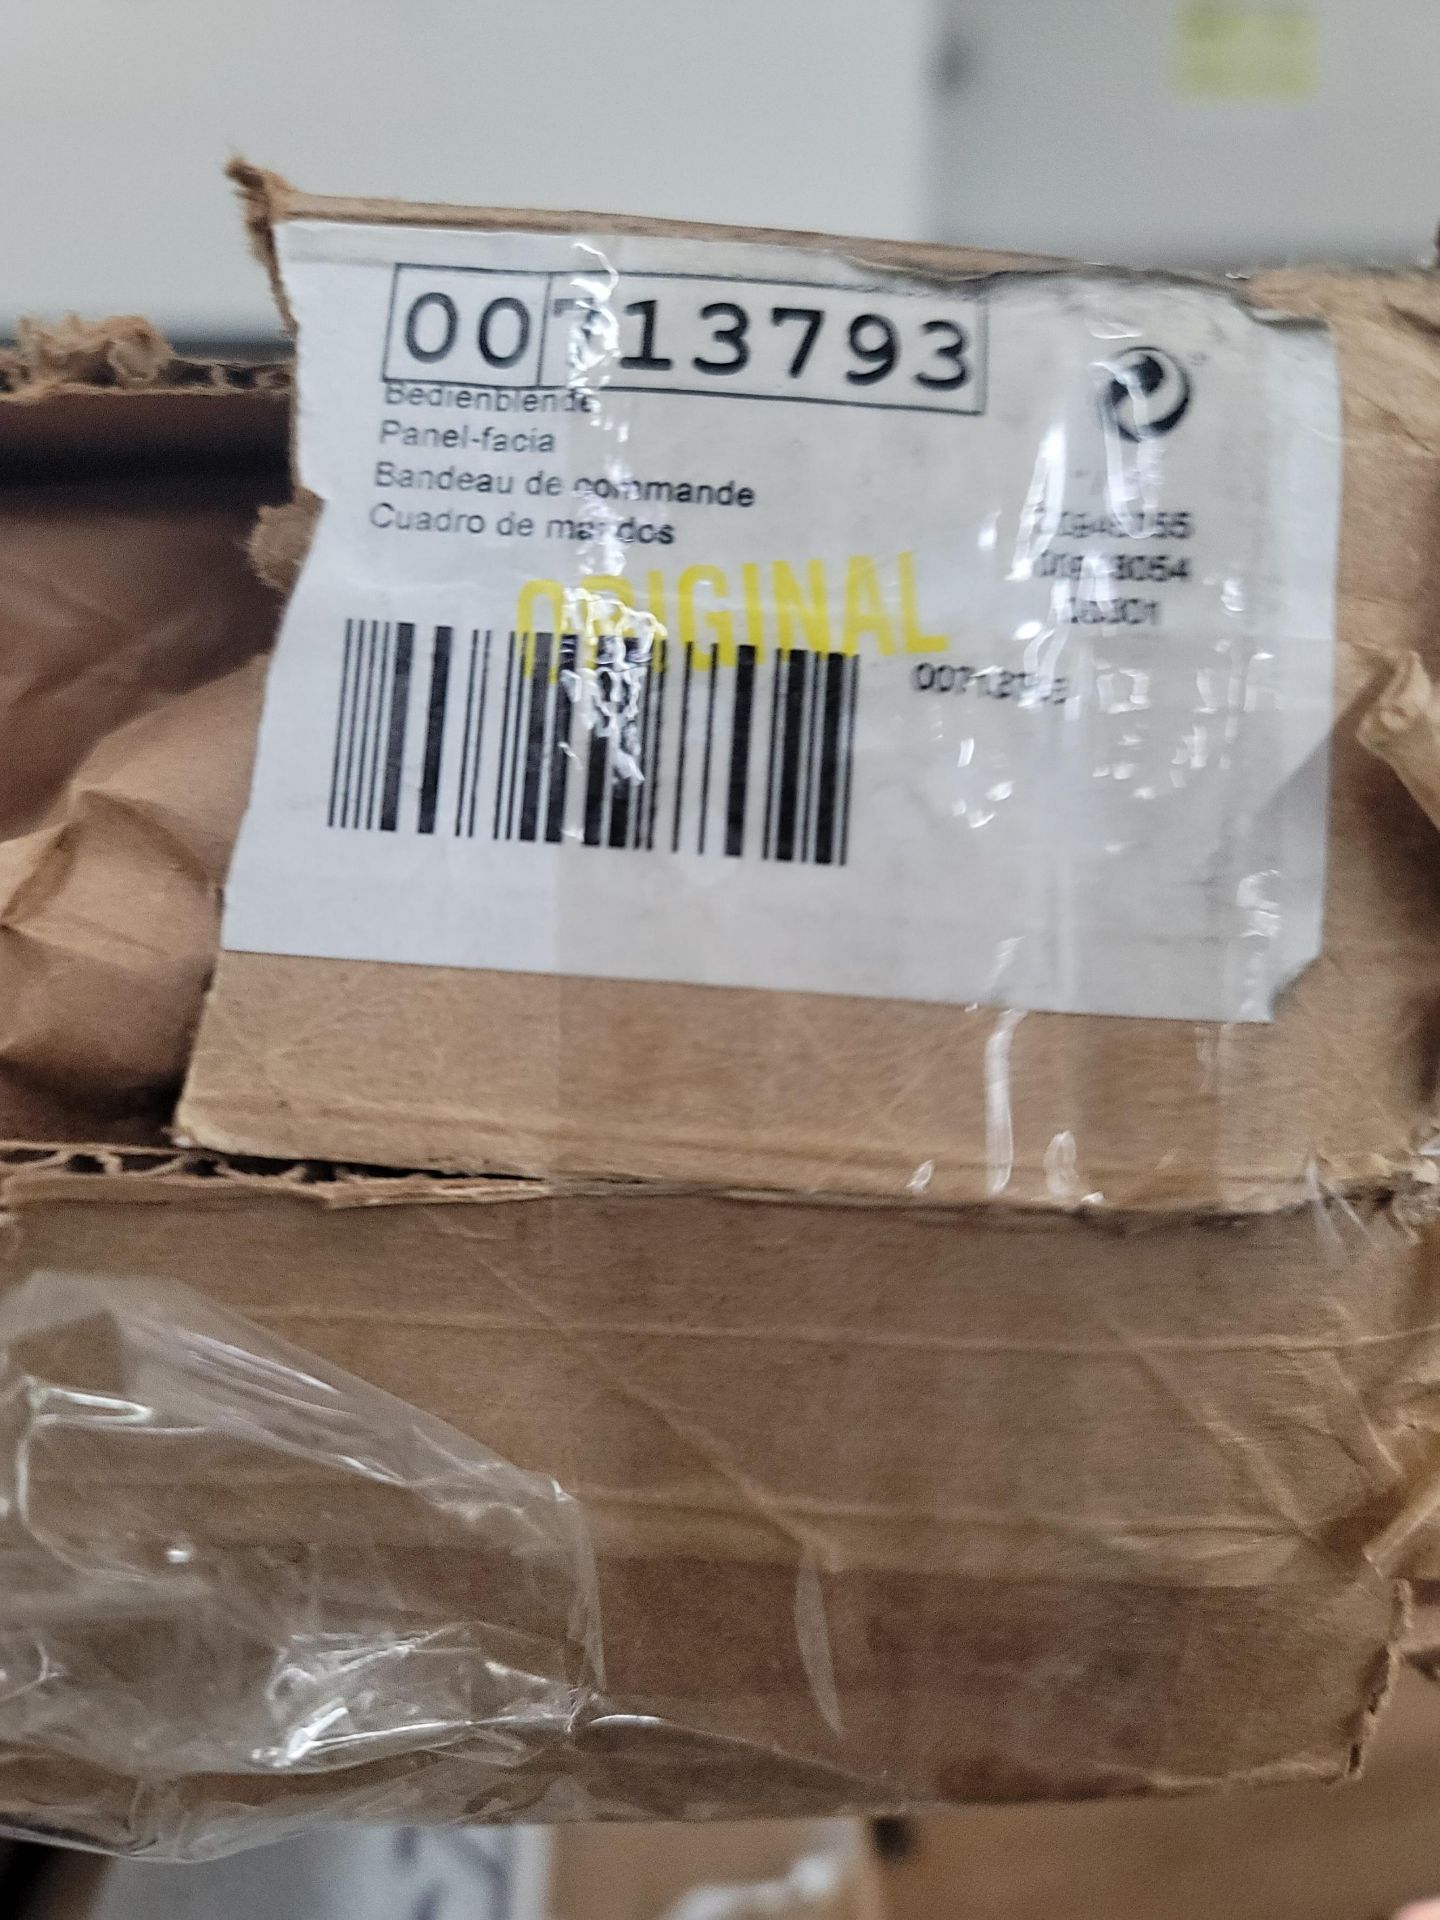 00713793
Bedienblende
Panel-facia
Bandeau de commande
Cuadro de mandos
ORIGINAL